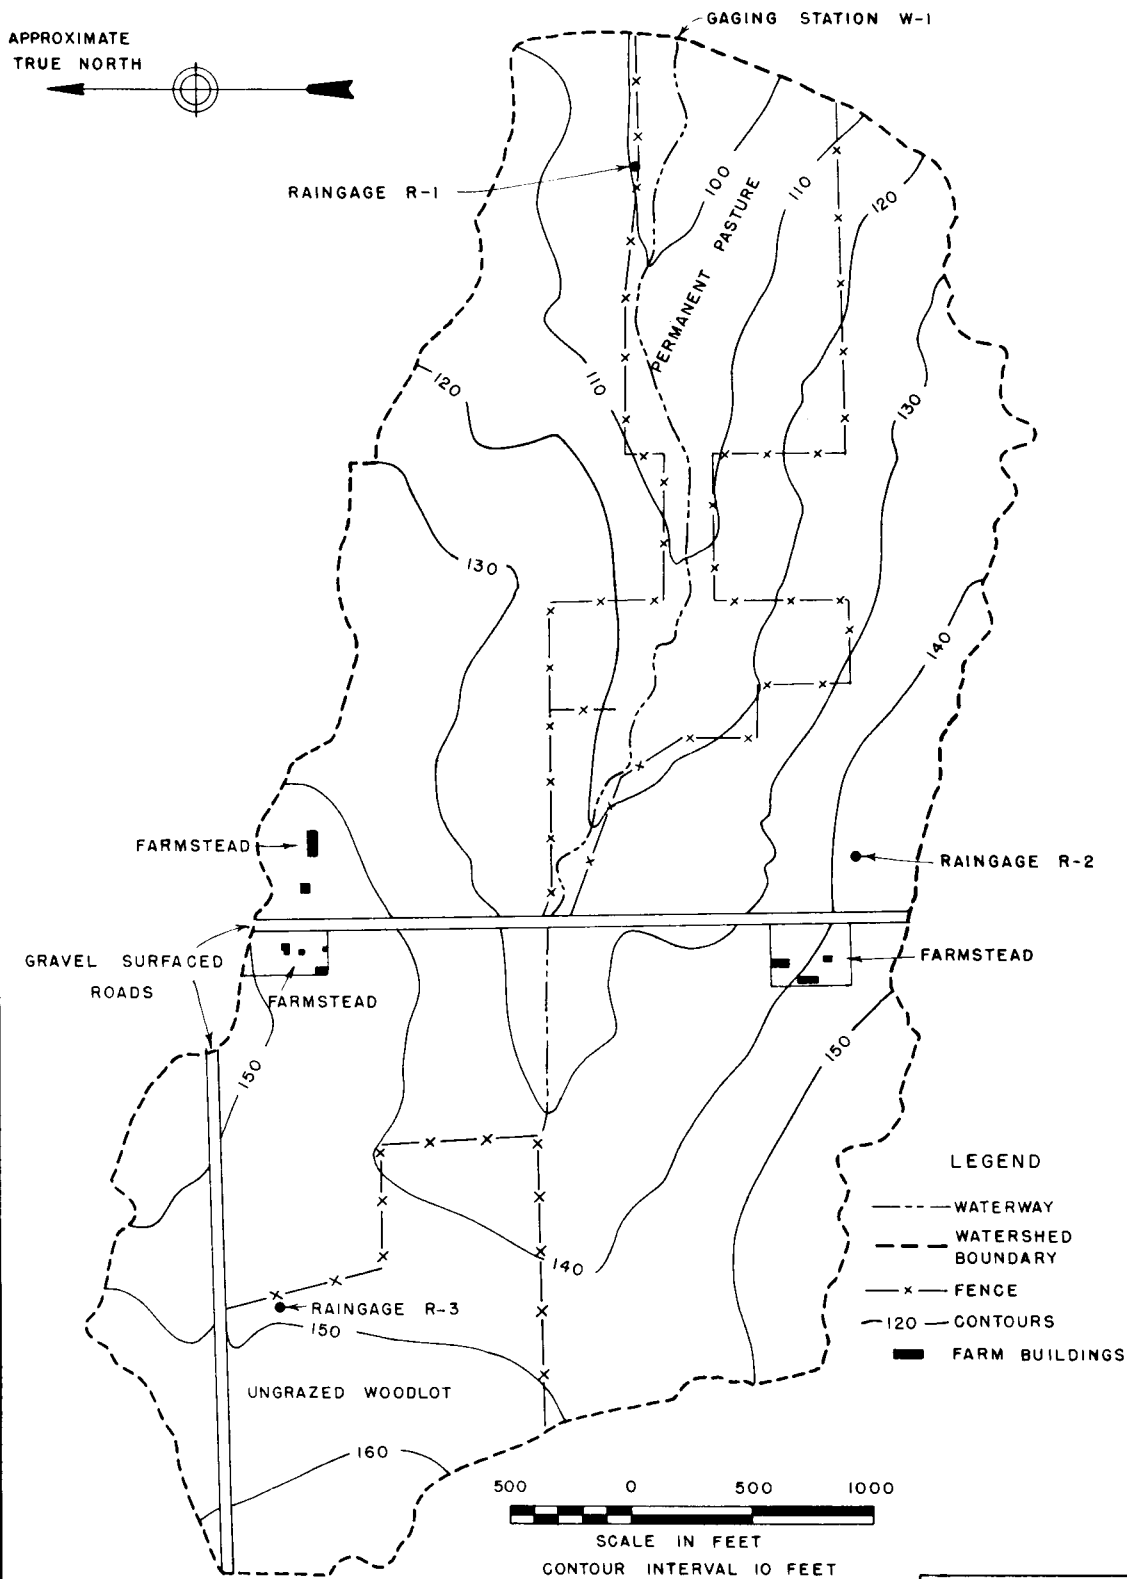 GAGING STATION W-1
APPROXIMATE
TRUE NORTH
RAINGAGE R-1
100
PERMANENT PASTURE
110
120
120
110
130
130
140
FARMSTEAD
RAINGAGE R-2
GRAVEL SURFACED
ROADS
FARMSTEAD
FARMSTEAD
150
150
140
RAINGAGE R-3
150
UNGRAZED WOODLOT
160
LEGEND
WATERWAY
WATERSHED
BOUNDARY
FENCE
120 CONTOURS
FARM BUILDINGS
500 0 500 1000
SCALE IN FEET
CONTOUR INTERVAL 10 FEET